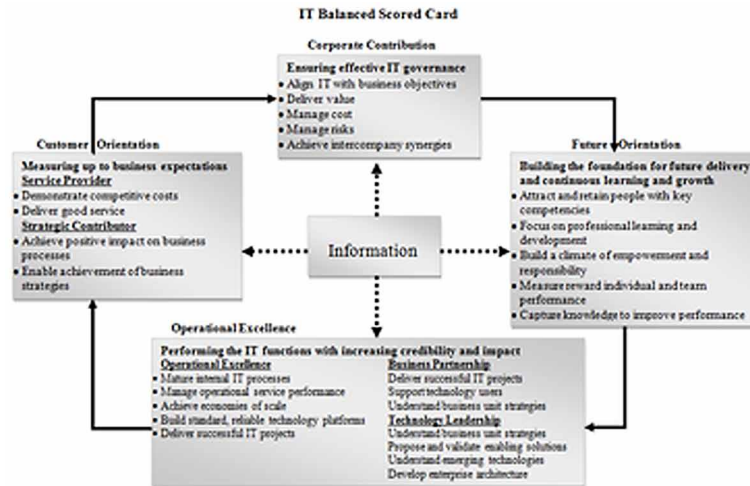 IT Balanced Scored Card
Corporate Contribution
Ensuring effective IT governance
• Align IT with business objectives
• Deliver value
• Manage cost
• Manage risks
• Achieve intercompany synergies
Customer Orientation
Measuring up to business expectations
Service Provider
• Demonstrate competitive costs
• Deliver good service
Strategic Contributor
• Achieve positive impact on business
processes
• Enable achievement of business
strategies
Information
Future Orientation
Building the foundation for future delivery
and continuous learning and growth
• Attract and retain people with key
competencies
• Focus on professional learning and
development
• Build a climate of empowerment and
responsibility
• Measure reward individual and team
performance
• Capture knowledge to improve performance
Operational Excellence
Performing the IT functions with increasing credibility and impact
Operational Excellence
• Mature internal IT processes
• Manage operational service performance
• Achieve economies of scale
• Build standard, reliable technology platforms
• Deliver successful IT projects
Business Partnership
Deliver successful IT projects
Support technology users
Understand business unit strategies
Technology Leadership
Understand business unit strategies
Propose and validate enabling solutions
Understand emerging technologies
Develop enterprise architecture